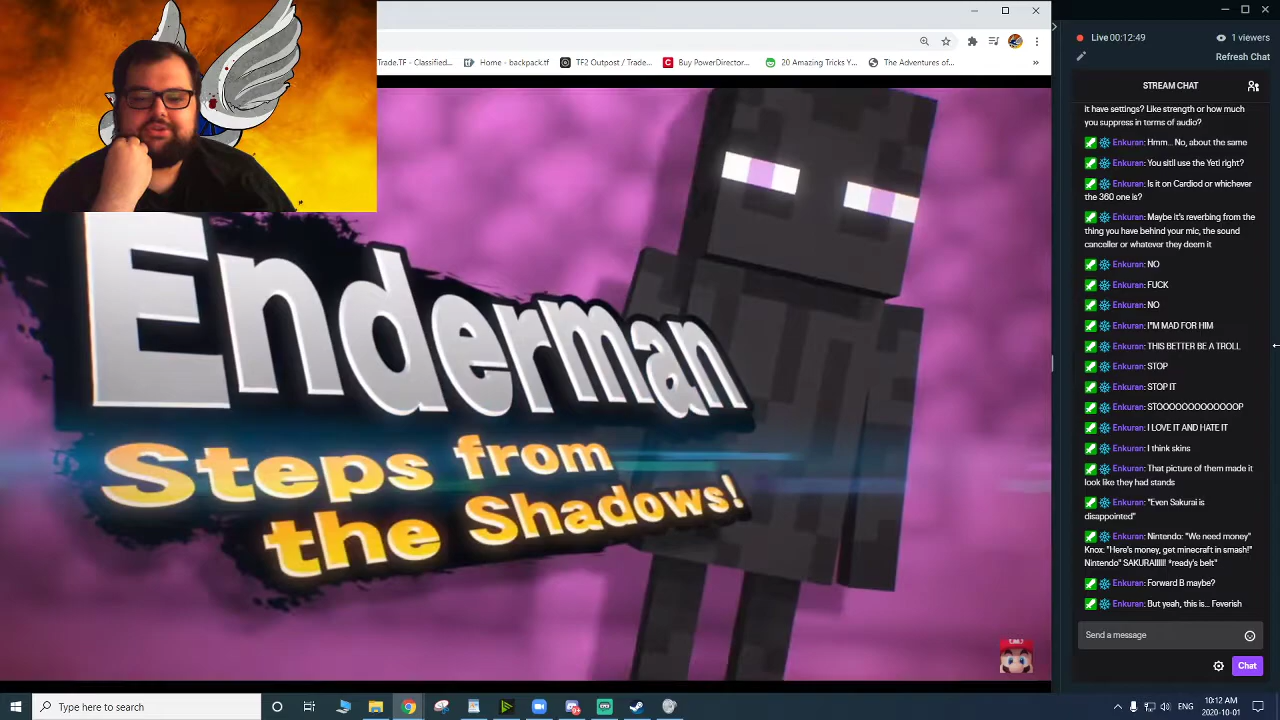 Live 00:12:49
1 viewers
Refresh Chat
Trade.TF - Classified...
Home - backpack.tf
TF2 Outpost / Trade...
Buy PowerDirector...
20 Amazing Tricks Y...
The Adventures of...
STREAM CHAT
it have settings? Like strength or how much
you suppress in terms of audio?
Enkuran: Hmm... No, about the same
Enkuran: You sitl use the Yeti right?
Enkuran: Is it on Cardiod or whichever
the 360 one is?
Enkuran: Maybe it's reverbing from the
thing you have behind your mic, the sound
canceller or whatever they deem it
Enkuran: NO
Enkuran: FUCK
Enkuran: NO
Enkuran: I"M MAD FOR HIM
Enkuran: THIS BETTER BE A TROLL
Enkuran: STOP
Enkuran: STOP IT
Enkuran: STOOOOOOOOOOOOP
Enkuran: I LOVE IT AND HATE IT
Enkuran: I think skins
Enkuran: That picture of them made it
look like they had stands
Enkuran: "Even Sakurai is
disappointed"
Enkuran: Nintendo: "We need money"
Knox: "Here's money, get minecraft in smash!"
Nintendo" SAKURAIIIII! *ready's belt"
Enkuran: Forward B maybe?
Enkuran: But yeah, this is... Feverish
Send a message
Chat
Enderman
Steps from
the Shadows!
Type here to search
10:12 AM
2020-10-01